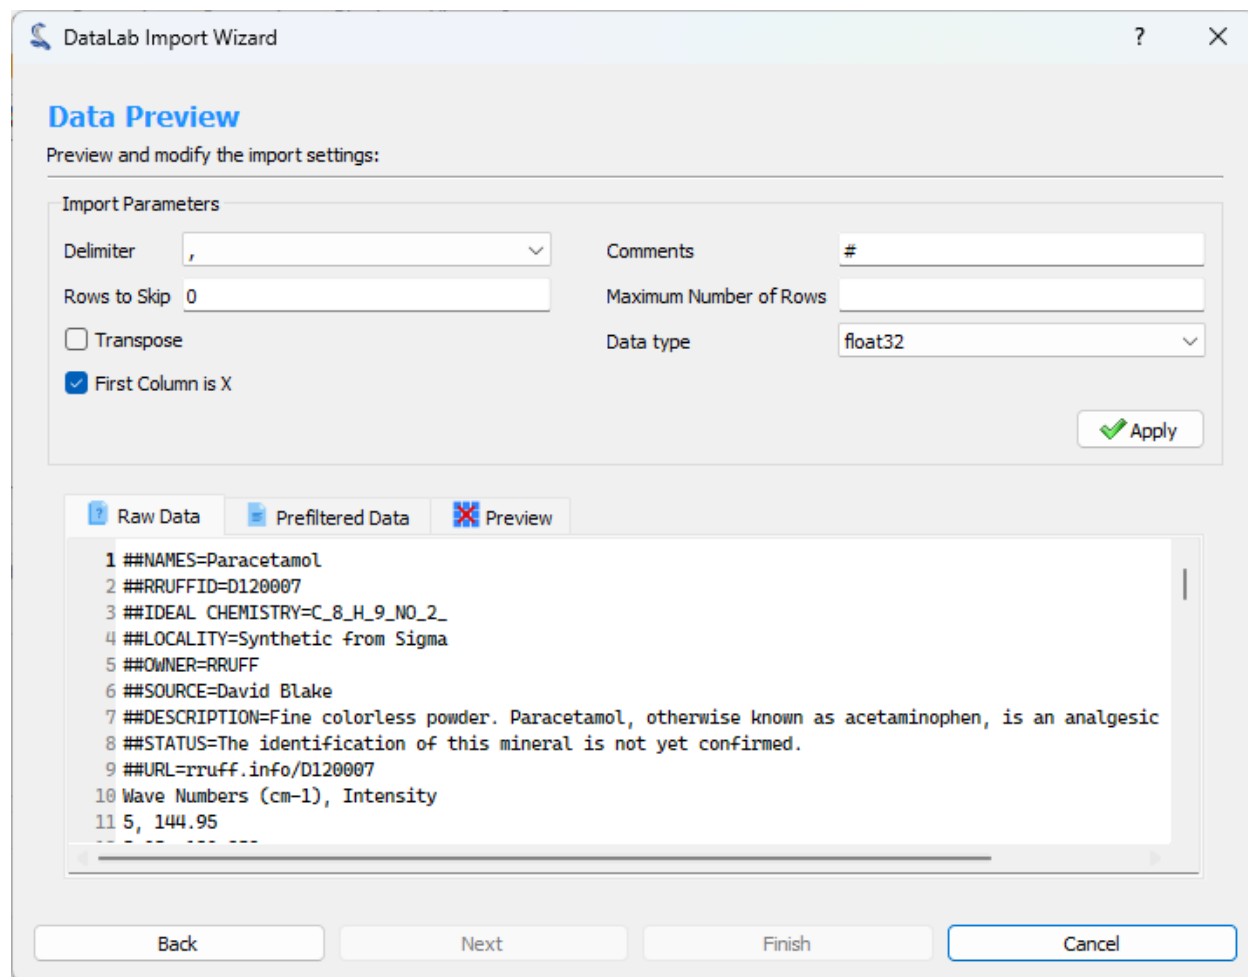 DataLab Import Wizard ?
Data Preview
Preview and modify the import settings:
Import Parameters
Delimiter , Comments #
Rows to Skip 0 Maximum Number of Rows
Transpose Data type float32
First Column is X
Apply
Raw Data Prefiltered Data Preview
1 ##NAMES=Paracetamol
2 ##RRUFFID=D120007
3 ##IDEAL CHEMISTRY=C_8_H_9_NO_2_
4 ##LOCALITY=Synthetic from Sigma
5 ##OWNER=RRUFF
6 ##SOURCE=David Blake
7 ##DESCRIPTION=Fine colorless powder. Paracetamol, otherwise known as acetaminophen, is an analgesic
8 ##STATUS=The identification of this mineral is not yet confirmed.
9 ##URL=rruff.info/D120007
10 Wave Numbers (cm-1), Intensity
11 5, 144.95
Back Next Finish Cancel